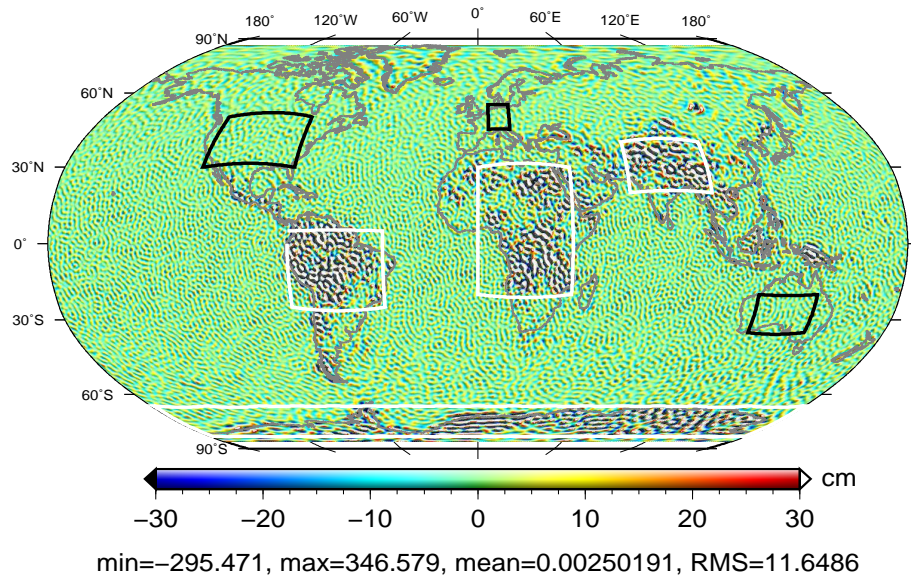 180˚ 120˚W 60˚W 0˚ 60˚E 120˚E 180˚
90˚N
60˚N
30˚N
0˚
30˚S
60˚S
90˚S
cm
−30 −20 −10 0 10 20 30
min=−295.471, max=346.579, mean=0.00250191, RMS=11.6486